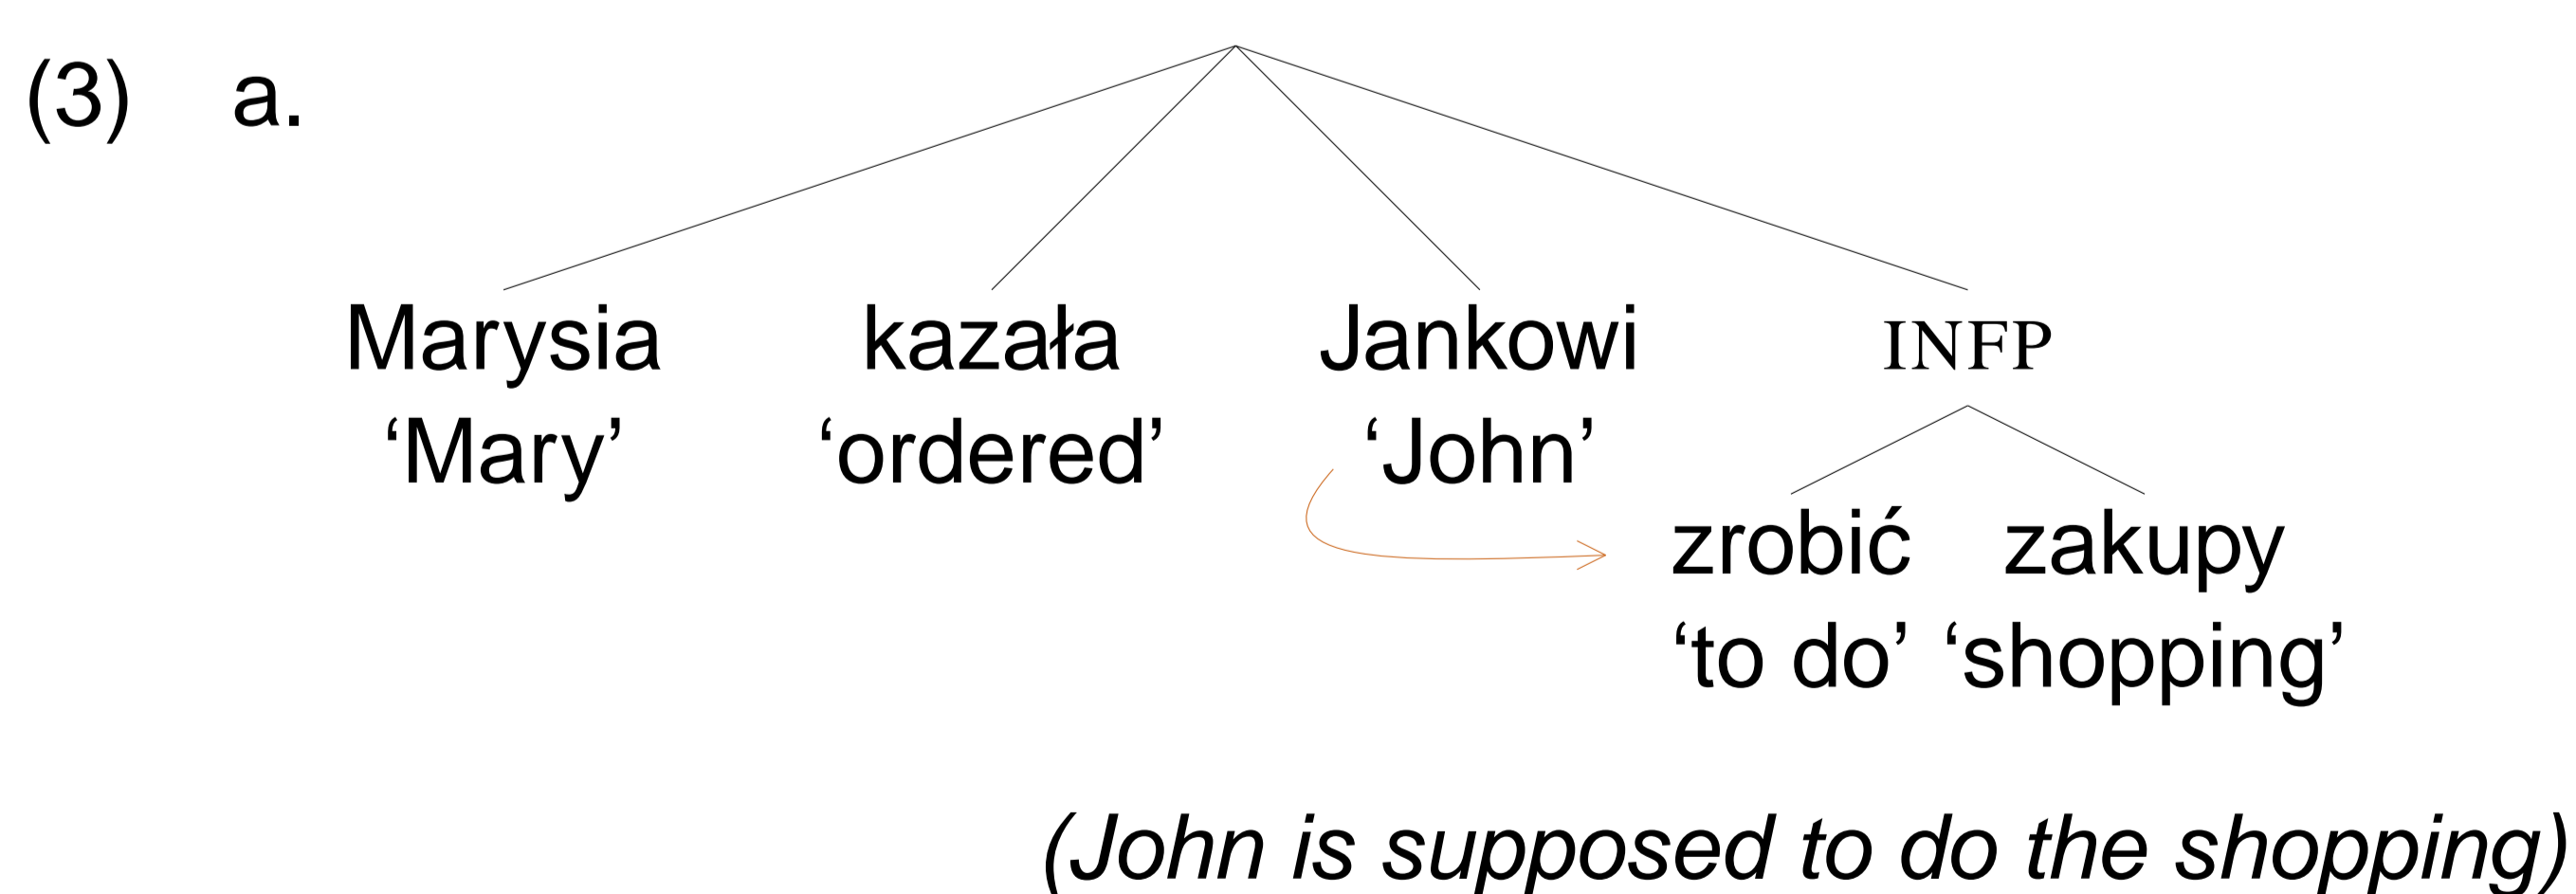 (3) a.
Marysia kazała Jankowi INFP
‘Mary’ ‘ordered’ ‘John’
zrobić zakupy
‘to do’ ‘shopping’
(John is supposed to do the shopping)